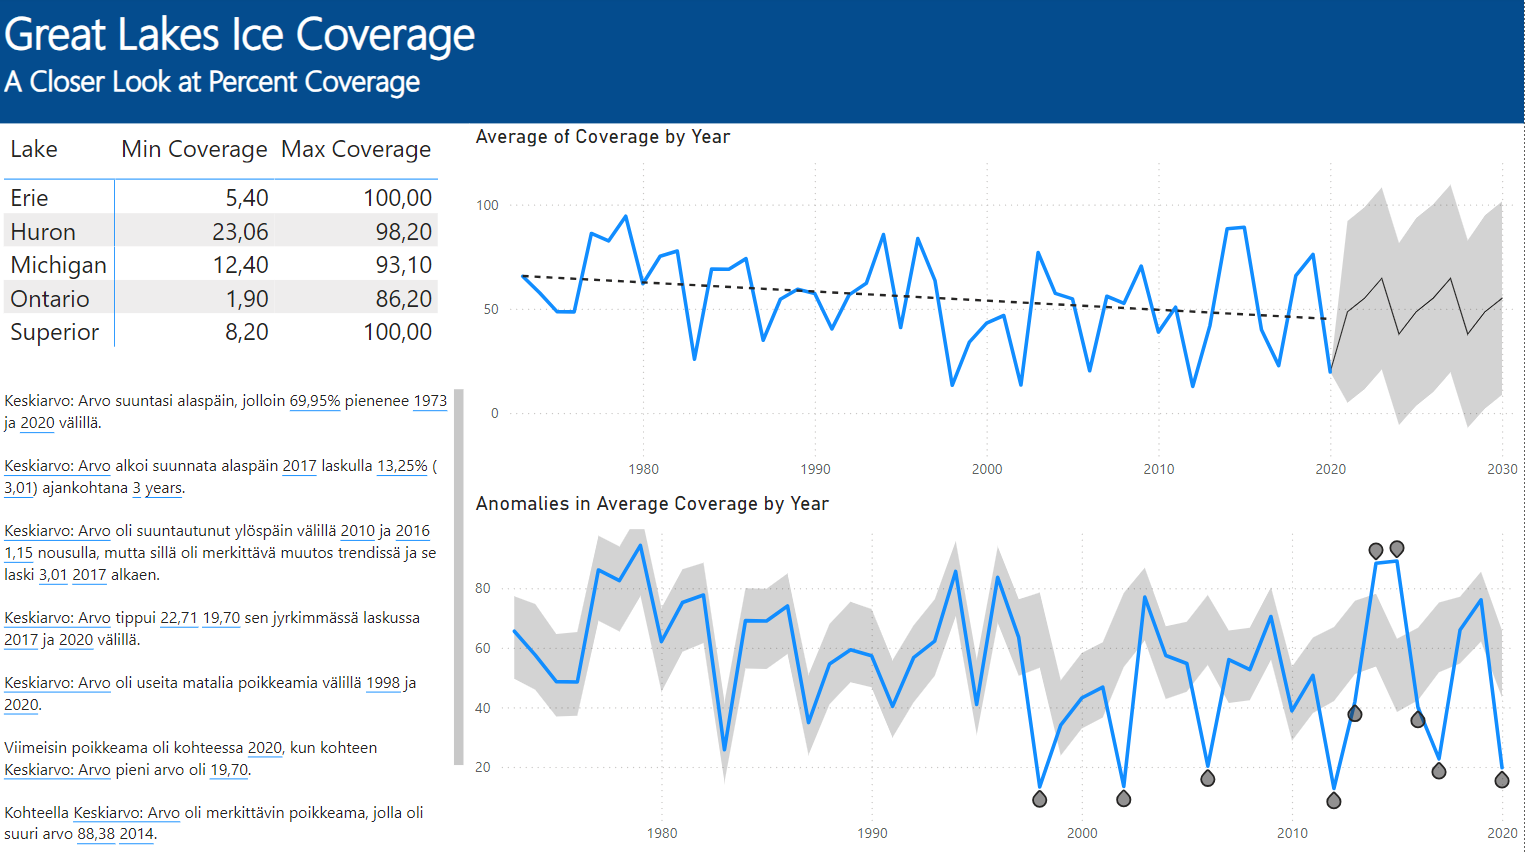 Great Lakes Ice Coverage
A Closer Look at Percent Coverage
Lake Min Coverage Max Coverage
Erie 5,40 100,00
Huron 23,06 98,20
Michigan 12,40 93,10
Ontario 1,90 86,20
Superior 8,20 100,00
Keskiarvo: Arvo suuntasi alaspäin, jolloin 69,95% pienenee 1973
ja 2020 välillä.
Keskiarvo: Arvo alkoi suunnata alaspäin 2017 laskulla 13,25% (
3,01) ajankohtana 3 years.
Keskiarvo: Arvo oli suuntautunut ylöspäin välillä 2010 ja 2016
1,15 nousulla, mutta sillä oli merkittävä muutos trendissä ja se
laski 3,01 2017 alkaen.
Keskiarvo: Arvo tippui 22,71 19,70 sen jyrkimmässä laskussa
2017 ja 2020 välillä.
Keskiarvo: Arvo oli useita matalia poikkeamia välillä 1998 ja
2020.
Viimeisin poikkeama oli kohteessa 2020, kun kohteen
Keskiarvo: Arvo pieni arvo oli 19,70.
Kohteella Keskiarvo: Arvo oli merkittävin poikkeama, jolla oli
suuri arvo 88,38 2014.
Average of Coverage by Year
100
50
0
1980 1990 2000 2010 2020 2030
Anomalies in Average Coverage by Year
80
60
40
20
1980 1990 2000 2010 2020